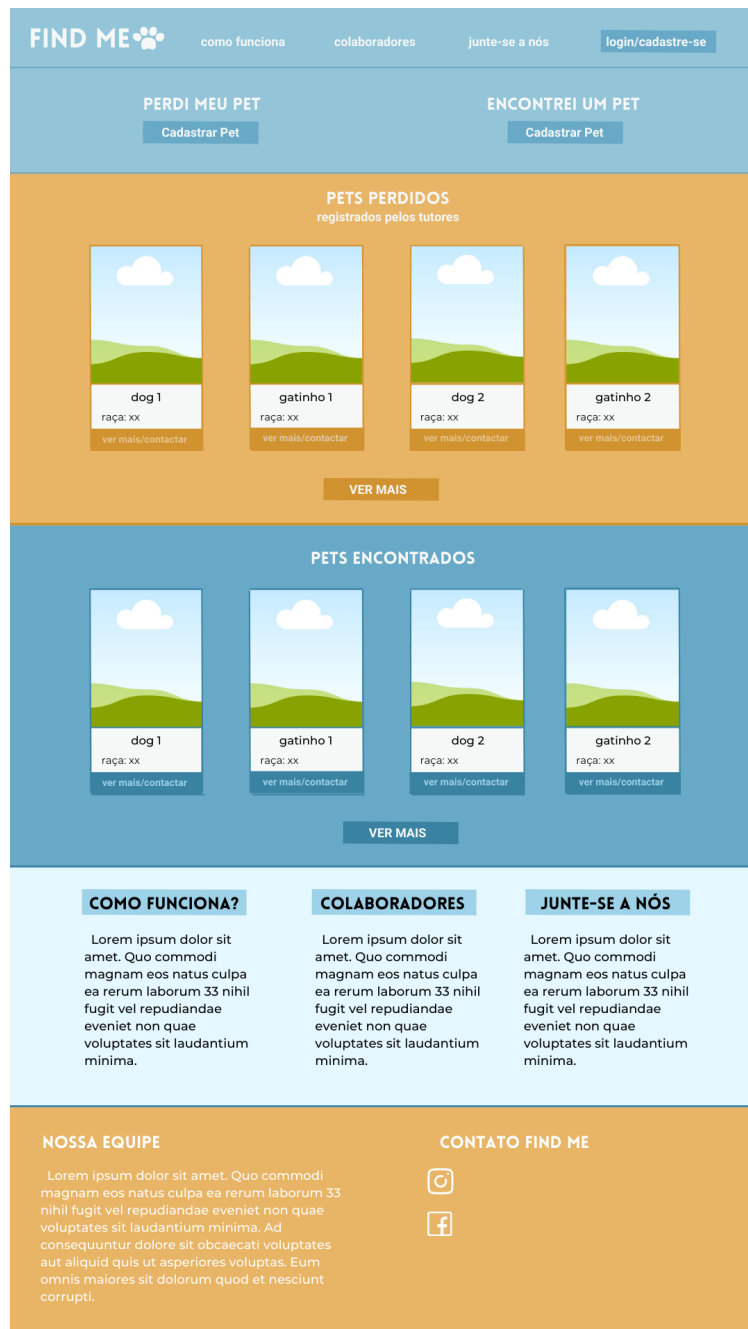 FIND ME
como funciona
colaboradores
junte-se a nós
login/cadastre-se
PERDI MEU PET
Cadastrar Pet
ENCONTREI UM PET
Cadastrar Pet
PETS PERDIDOS
registrados pelos tutores
dog 1
raça: xx
ver mais/contactar
gatinho 1
raça: xx
ver mais/contactar
dog 2
raça: xx
ver mais/contactar
gatinho 2
raça: xx
ver mais/contactar
VER MAIS
PETS ENCONTRADOS
dog 1
raça: xx
ver mais/contactar
gatinho 1
raça: xx
ver mais/contactar
dog 2
raça: xx
ver mais/contactar
gatinho 2
raça: xx
ver mais/contactar
VER MAIS
COMO FUNCIONA?
Lorem ipsum dolor sit
amet. Quo commodi
magnam eos natus culpa
ea rerum laborum 33 nihil
fugit vel repudiandae
eveniet non quae
voluptates sit laudantium
minima.
COLABORADORES
Lorem ipsum dolor sit
amet. Quo commodi
magnam eos natus culpa
ea rerum laborum 33 nihil
fugit vel repudiandae
eveniet non quae
voluptates sit laudantium
minima.
JUNTE-SE A NÓS
Lorem ipsum dolor sit
amet. Quo commodi
magnam eos natus culpa
ea rerum laborum 33 nihil
fugit vel repudiandae
eveniet non quae
voluptates sit laudantium
minima.
NOSSA EQUIPE
Lorem ipsum dolor sit amet. Quo commodi
magnam eos natus culpa ea rerum laborum 33
nihil fugit vel repudiandae eveniet non quae
voluptates sit laudantium minima. Ad
consequuntur dolore sit obcaecati voluptates
aut aliquid quis ut asperiores voluptas. Eum
omnis maiores sit dolorum quod et nesciunt
corrupti.
CONTATO FIND ME